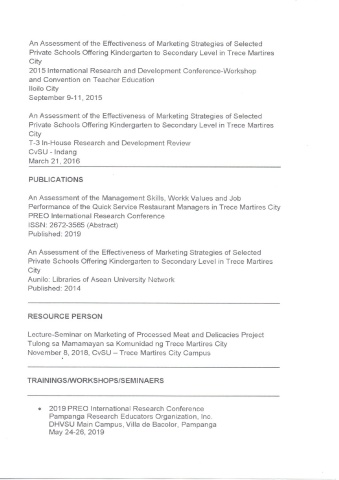 An Assessment of the Effectiveness of Marketing Strategies of Selected
Private Schools Offering Kindergarten to Secondary Level in Trece Martires
City
2015 International Research and Development Conference-Workshop
and Convention on Teacher Education
Iloilo City
September 9-11, 2015
An Assessment of the Effectiveness of Marketing Strategies of Selected
Private Schools Offering Kindergarten to Secondary Level in Trece Martires
City
T-3 In-House Research and Development Review
CvSU - Indang
March 21, 2016
PUBLICATIONS
An Assessment of the Management Skills, Workk Values and Job
Performance of the Quick Service Restaurant Managers in Trece Martires City
PREO International Research Conference
ISSN: 2672-3565 (Abstract)
Published: 2019
An Assessment of the Effectiveness of Marketing Strategies of Selected
Private Schools Offering Kindergarten to Secondary Level in Trece Martires
City
Aunilo: Libraries of Asean University Network
Published: 2014
RESOURCE PERSON
Lecture-Seminar on Marketing of Processed Meat and Delicacies Project
Tulong sa Mamamayan sa Komunidad ng Trece Martires City
November 8, 2018, CvSU – Trece Martires City Campus
TRAININGS/WORKSHOPS/SEMINAERS
• 2019 PREO International Research Conference
Pampanga Research Educators Organization, Inc.
DHVSU Main Campus, Villa de Bacolor, Pampanga
May 24-26, 2019